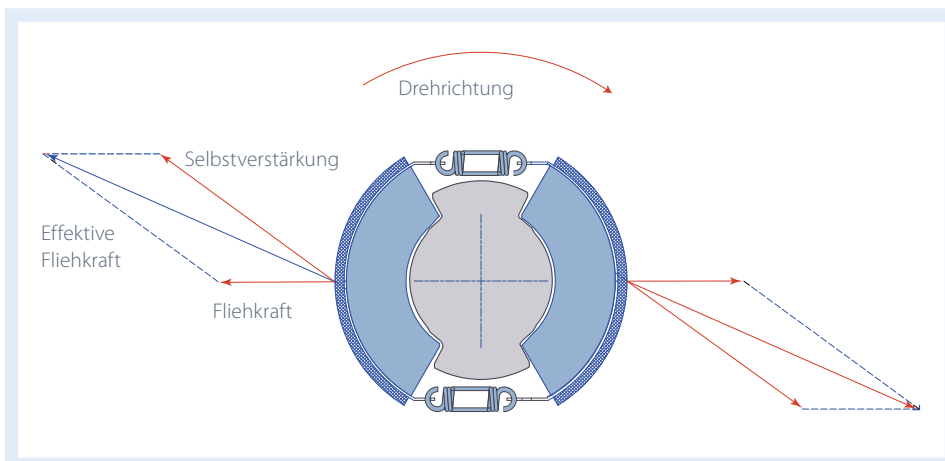 Drehrichtung
Selbstverstärkung
Effektive
Fliehkraft
Fliehkraft